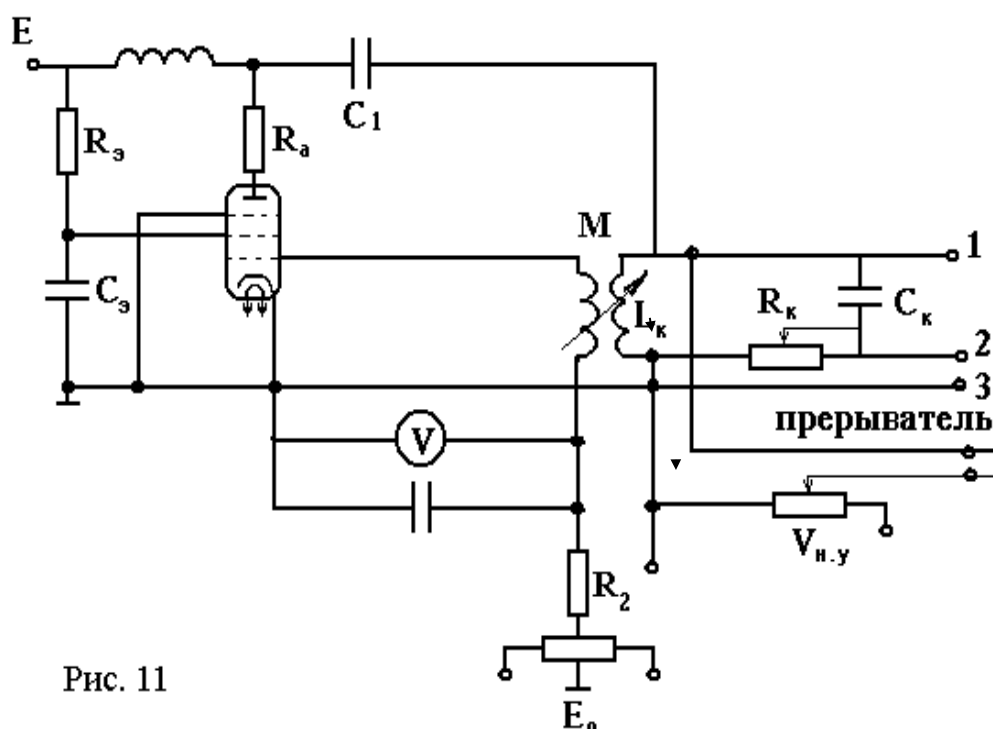 E
C₁
Rэ
Rа
M
1
Cэ
Lк
Rк
Cк
2
3
прерыватель
V
Vн.у
R₂
Рис. 11
E₀